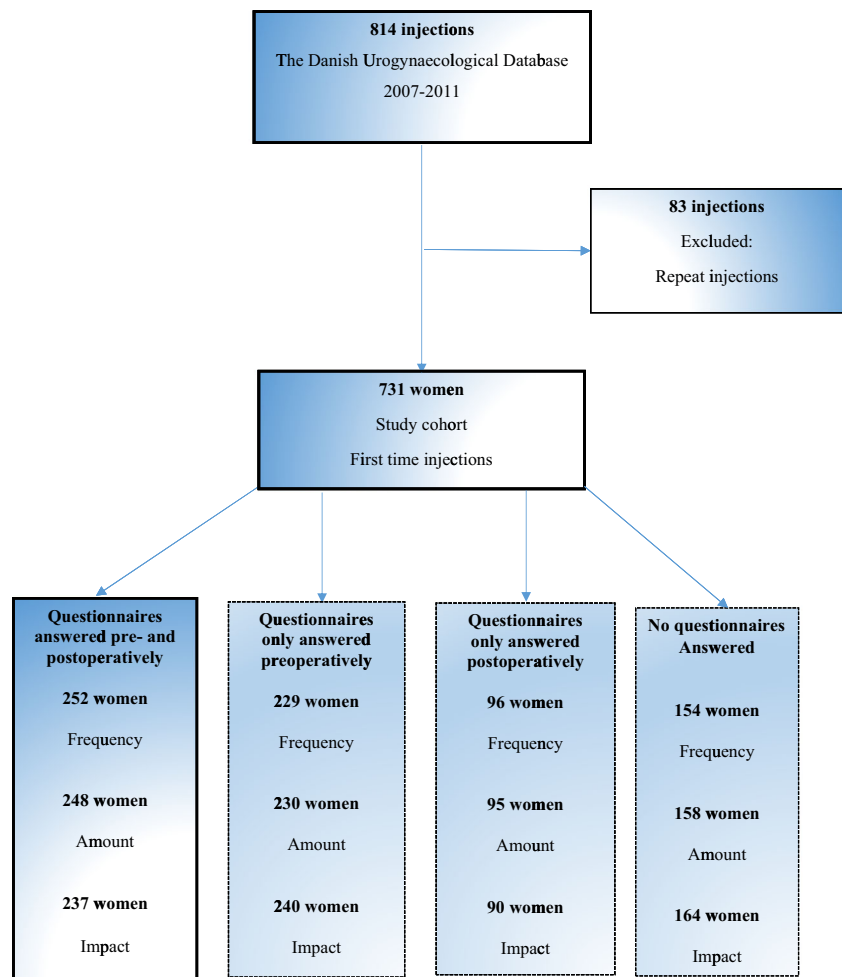 814 injections
The Danish Urogynaecological Database
2007-2011
83 injections
Excluded:
Repeat injections
731 women
Study cohort
First time injections
Questionnaires
answered pre- and
postoperatively
252 women
Frequency
248 women
Amount
237 women
Impact
Questionnaires
only answered
preoperatively
229 women
Frequency
230 women
Amount
240 women
Impact
Questionnaires
only answered
postoperatively
96 women
Frequency
95 women
Amount
90 women
Impact
No questionnaires
Answered
154 women
Frequency
158 women
Amount
164 women
Impact